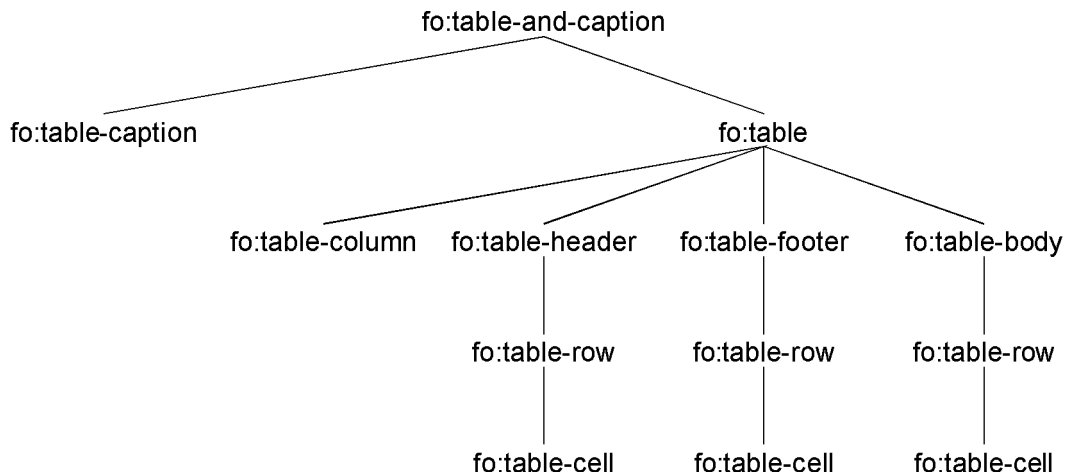 fo:table-and-caption
fo:table-caption fo:table
fo:table-column fo:table-header fo:table-footer fo:table-body
fo:table-row fo:table-row fo:table-row
fo:table-cell fo:table-cell fo:table-cell